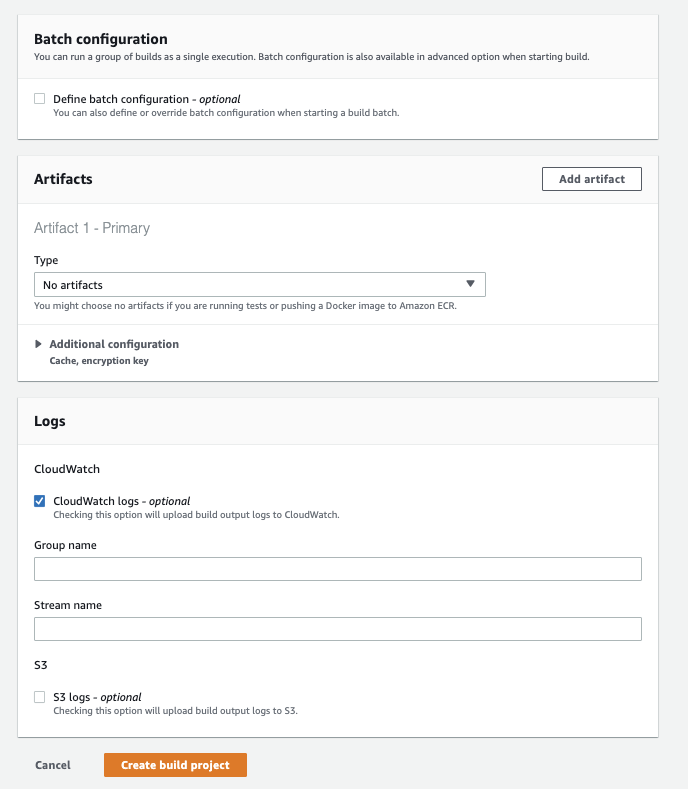 Batch configuration
You can run a group of builds as a single execution. Batch configuration is also available in advanced option when starting build.
Define batch configuration - optional
You can also define or override batch configuration when starting a build batch.
Artifacts
Add artifact
Artifact 1 - Primary
Type
No artifacts
You might choose no artifacts if you are running tests or pushing a Docker image to Amazon ECR.
Additional configuration
Cache, encryption key
Logs
CloudWatch
CloudWatch logs - optional
Checking this option will upload build output logs to CloudWatch.
Group name
Stream name
S3
S3 logs - optional
Checking this option will upload build output logs to S3.
Cancel
Create build project